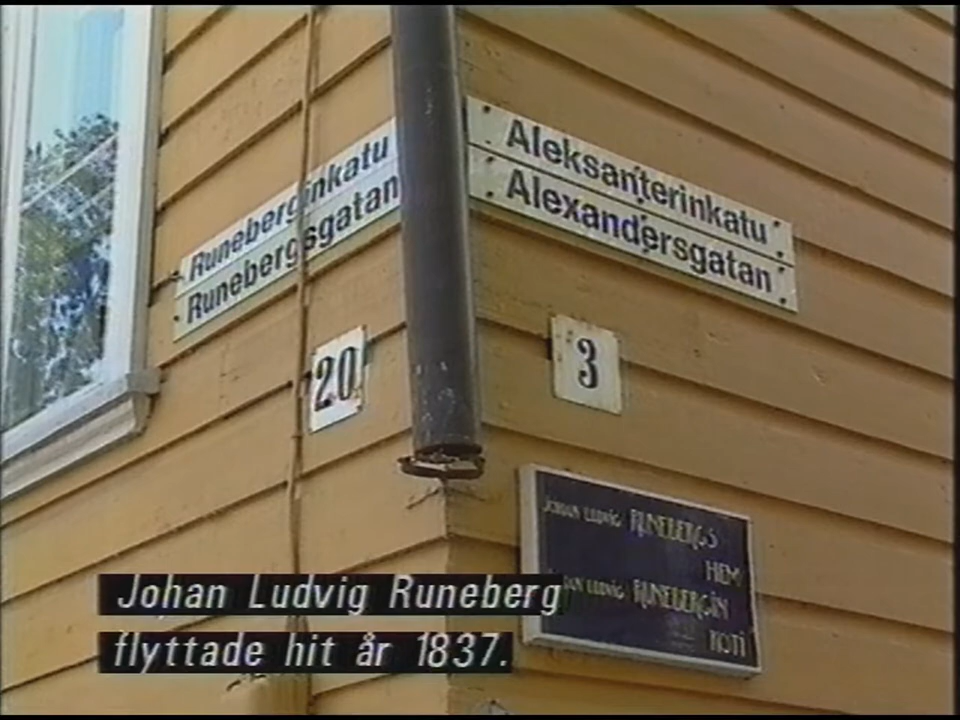 Runeberginkatu
Runebergsgatan
Aleksanterinkatu
Alexandersgatan
20
3
JOHAN LUDVIG RUNEBERGS
HEM
JOHAN LUDVIG RUNEBERGIN
KOTI
Johan Ludvig Runeberg
flyttade hit år 1837.